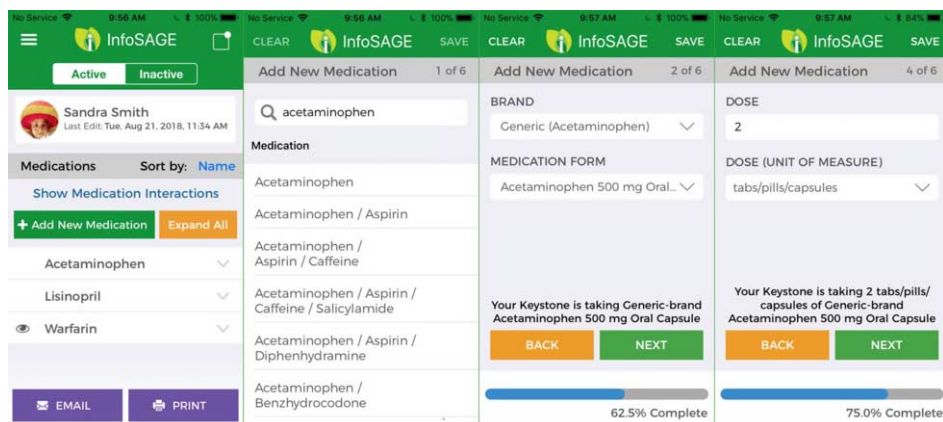 No Service 9:56 AM 100%
InfoSAGE
Active Inactive
Sandra Smith
Last Edit: Tue, Aug 21, 2018, 11:34 AM
Medications Sort by: Name
Show Medication Interactions
+ Add New Medication Expand All
Acetaminophen
Lisinopril
Warfarin
EMAIL PRINT
No Service 9:56 AM 100%
CLEAR InfoSAGE SAVE
Add New Medication 1 of 6
acetaminophen
Medication
Acetaminophen
Acetaminophen / Aspirin
Acetaminophen /
Aspirin / Caffeine
Acetaminophen / Aspirin /
Caffeine / Salicylamide
Acetaminophen / Aspirin /
Diphenhydramine
Acetaminophen /
Benzhydrocodone
No Service 9:57 AM 100%
CLEAR InfoSAGE SAVE
Add New Medication 2 of 6
BRAND
Generic (Acetaminophen)
MEDICATION FORM
Acetaminophen 500 mg Oral...
Your Keystone is taking Generic-brand
Acetaminophen 500 mg Oral Capsule
BACK NEXT
62.5% Complete
No Service 9:57 AM 84%
CLEAR InfoSAGE SAVE
Add New Medication 4 of 6
DOSE
2
DOSE (UNIT OF MEASURE)
tabs/pills/capsules
Your Keystone is taking 2 tabs/pills/
capsules of Generic-brand
Acetaminophen 500 mg Oral Capsule
BACK NEXT
75.0% Complete